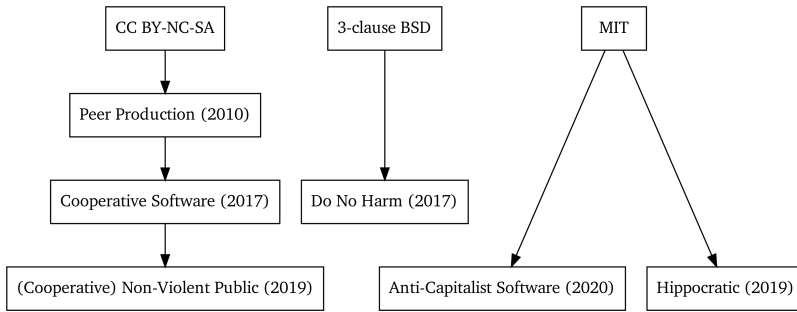 CC BY-NC-SA
3-clause BSD
MIT
Peer Production (2010)
Cooperative Software (2017)
Do No Harm (2017)
(Cooperative) Non-Violent Public (2019)
Anti-Capitalist Software (2020)
Hippocratic (2019)